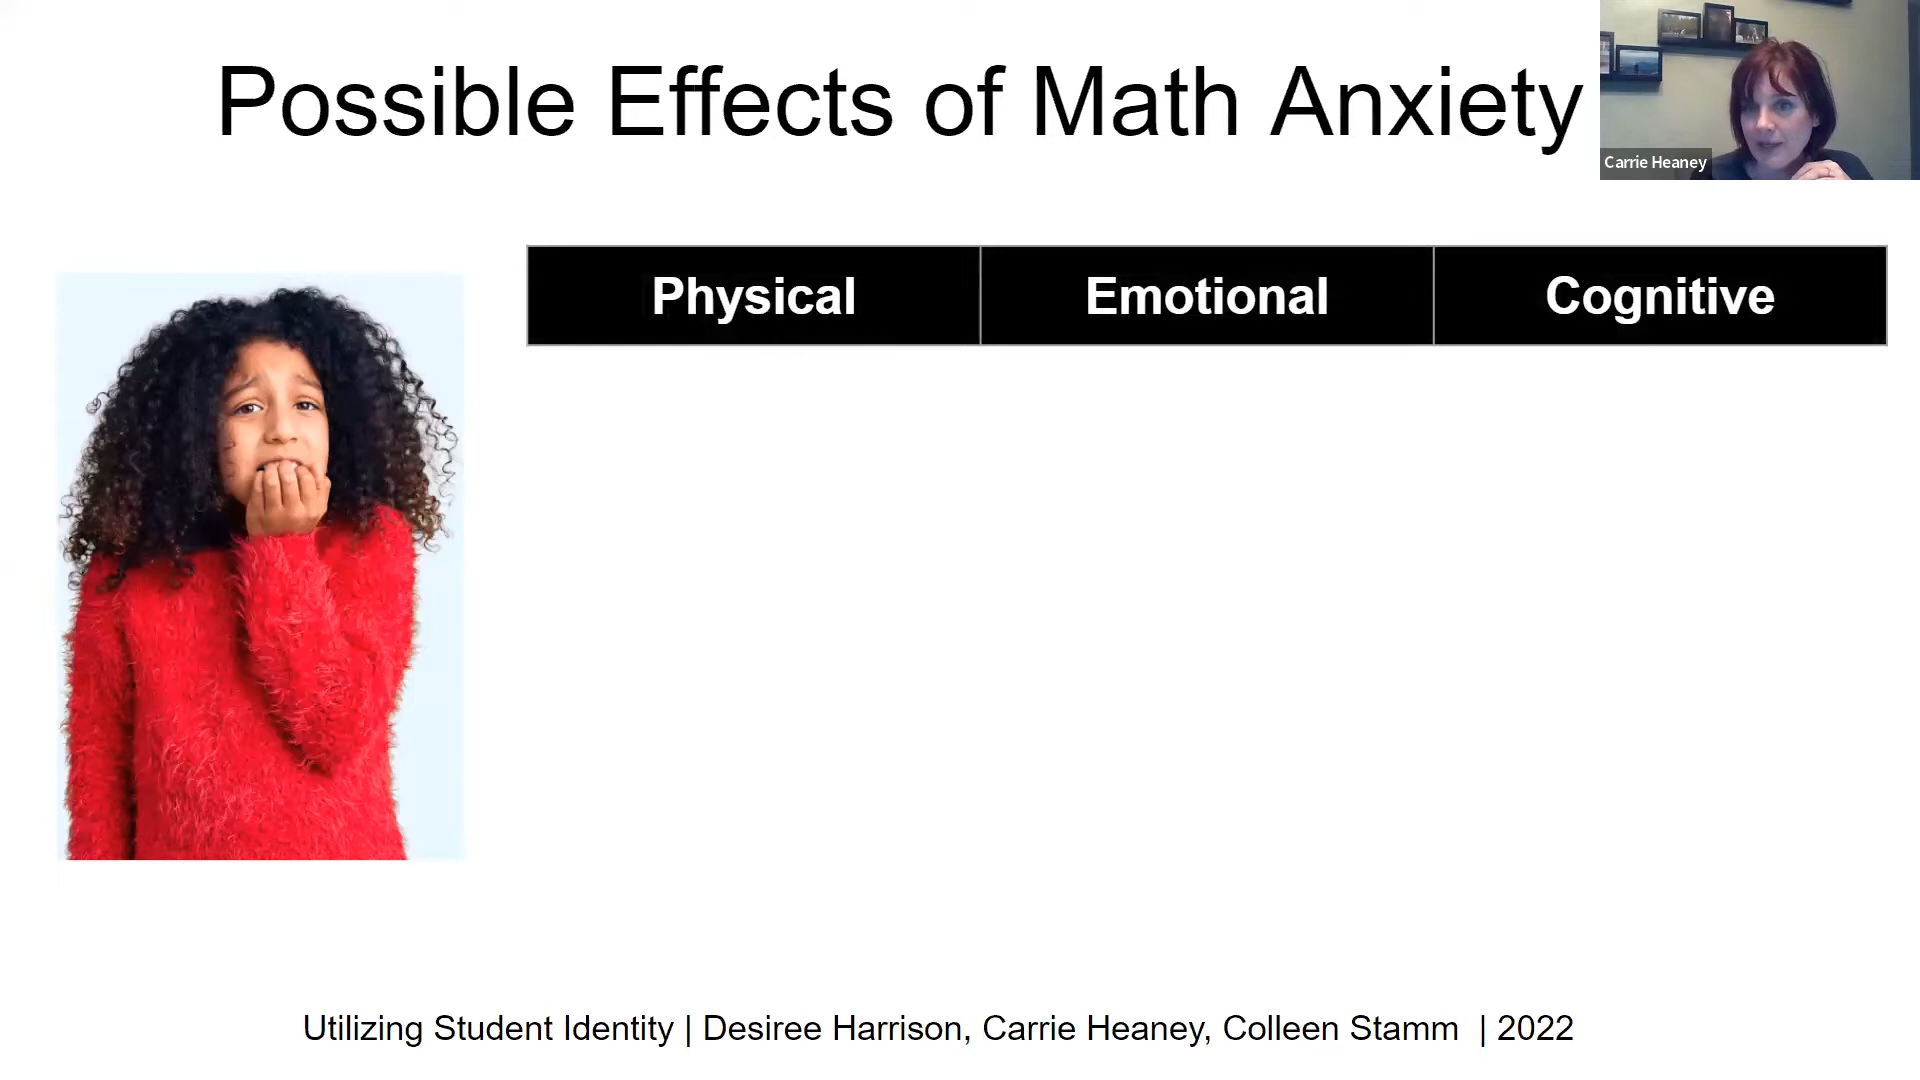 Possible Effects of Math Anxiety
Carrie Heaney
Physical Emotional Cognitive
Utilizing Student Identity | Desiree Harrison, Carrie Heaney, Colleen Stamm | 2022